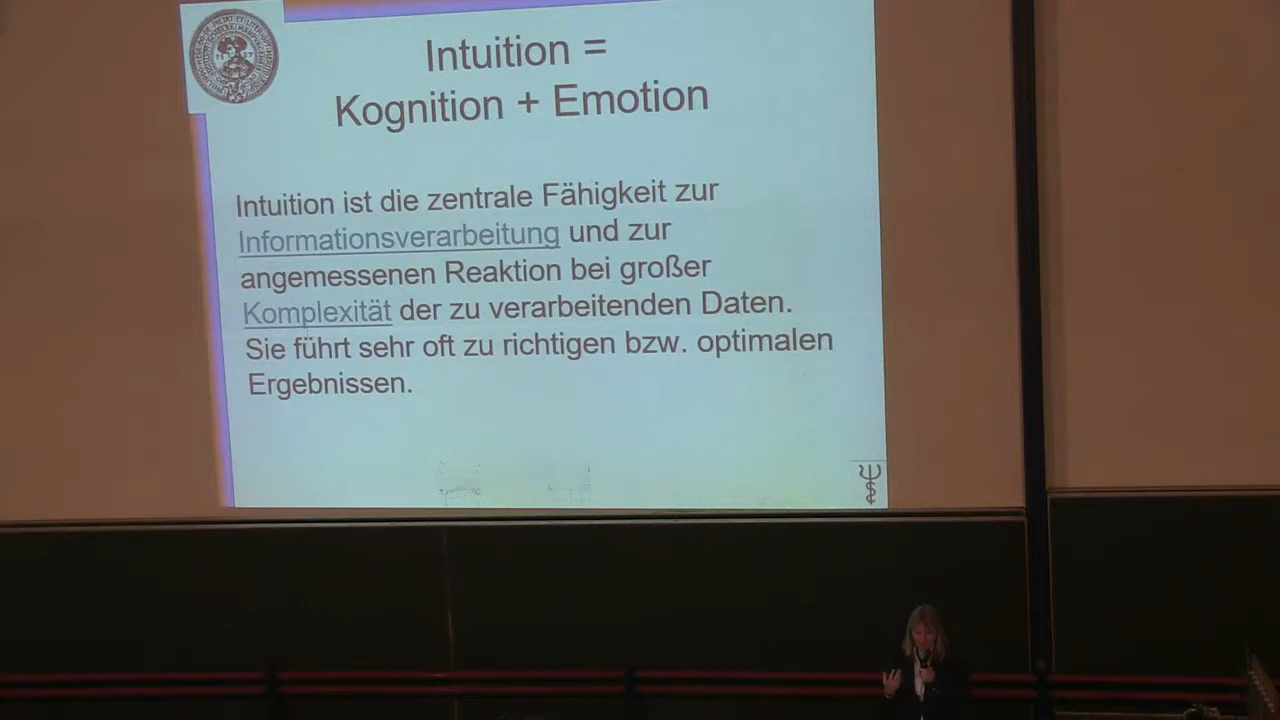 Intuition =
Kognition + Emotion
Intuition ist die zentrale Fähigkeit zur
Informationsverarbeitung und zur
angemessenen Reaktion bei großer
Komplexität der zu verarbeitenden Daten.
Sie führt sehr oft zu richtigen bzw. optimalen
Ergebnissen.